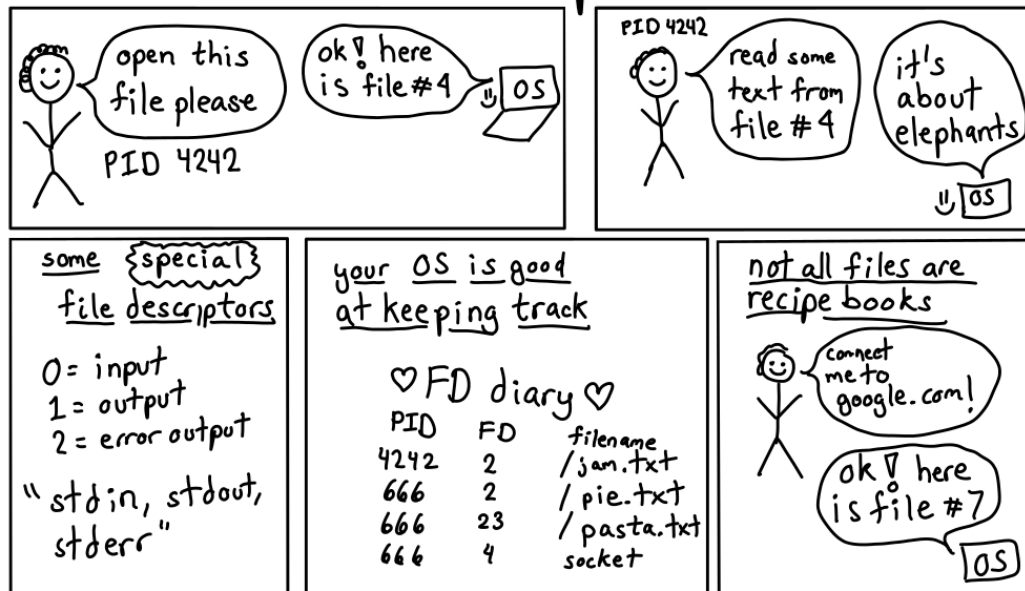 open this
file please
PID 4242
ok! here
is file #4
OS
PID 4242
read some
text from
file #4
it's
about
elephants
OS
some special
file descriptors
0 = input
1 = output
2 = error output
"stdin, stdout,
stderr"
your OS is good
at keeping track
♡ FD diary ♡
PID FD filename
4242 2 /jam.txt
666 2 /pie.txt
666 23 /pasta.txt
666 4 socket
not all files are
recipe books
connect
me to
google.com!
ok! here
is file #7
OS